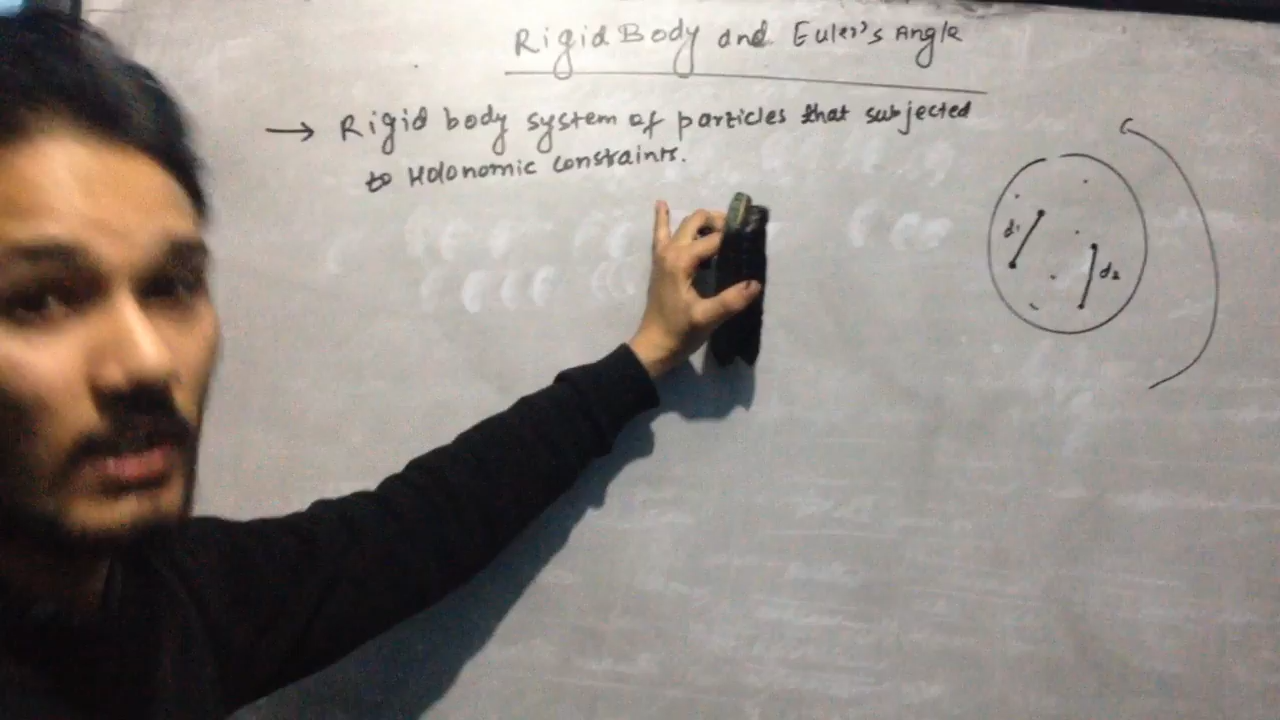 Rigid Body and Euler's Angle
→ Rigid body system of particles that subjected
to Holonomic constraints.
d1
d2